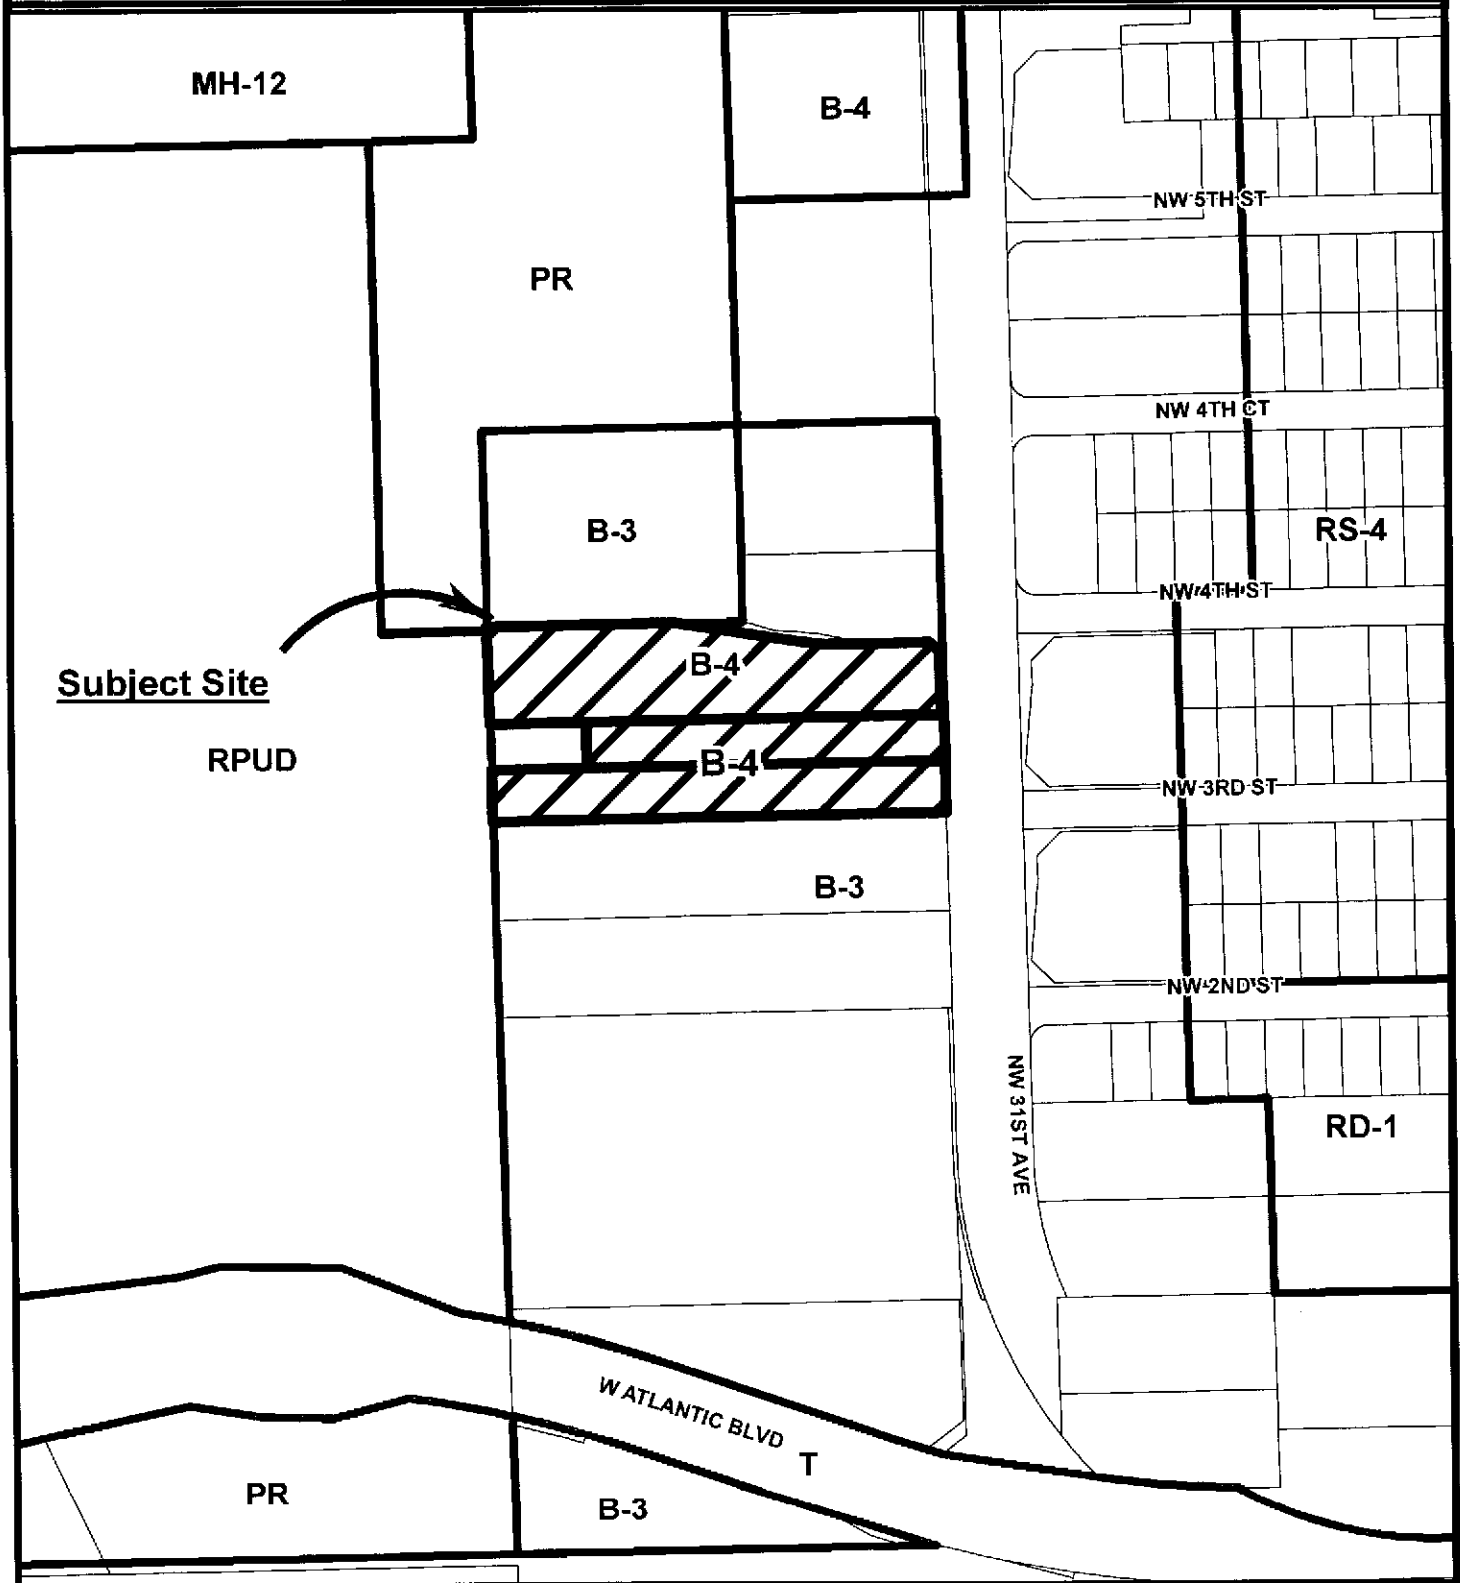 MH-12
B-4
NW 5TH ST
PR
NW 4TH CT
B-3
RS-4
NW 4TH ST
B-4
Subject Site
RPUD
B-4
NW 3RD ST
B-3
NW 2ND ST
NW 31ST AVE
RD-1
W ATLANTIC BLVD
T
PR
B-3